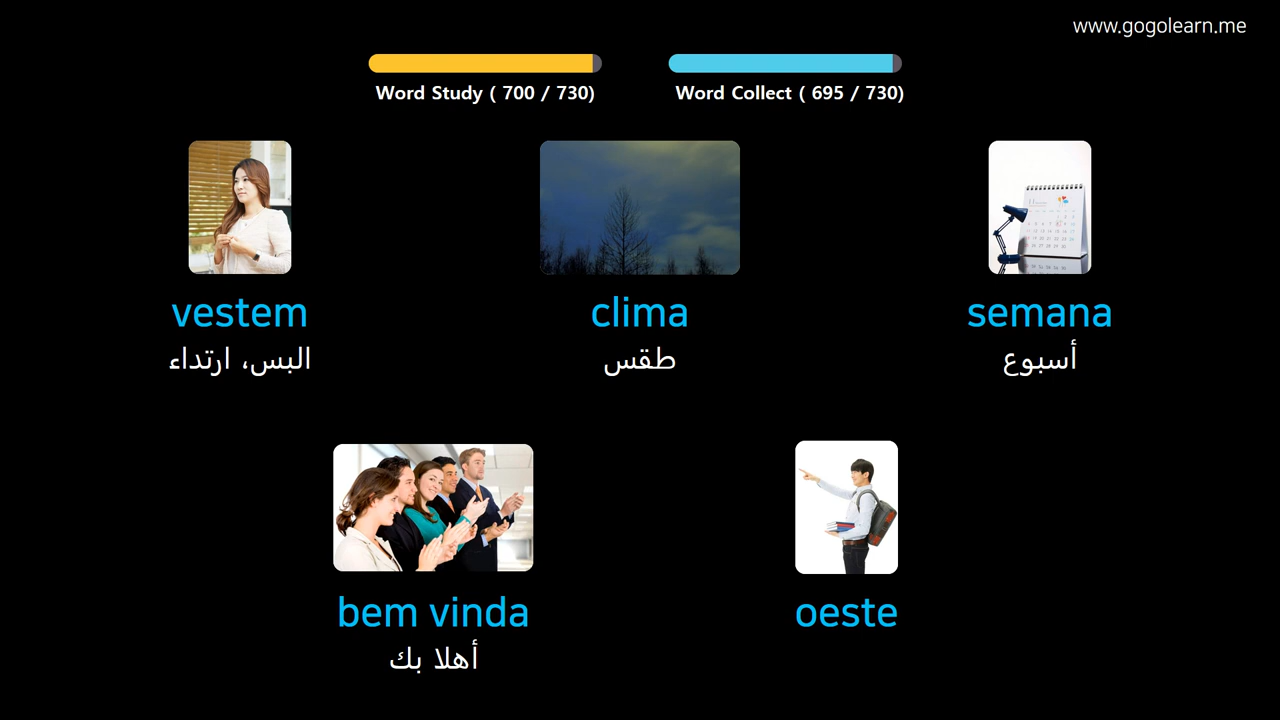 www.gogolearn.me
Word Study ( 700 / 730)
Word Collect ( 695 / 730)
vestem
البس، ارتداء
clima
طقس
semana
أسبوع
bem vinda
أهلا بك
oeste